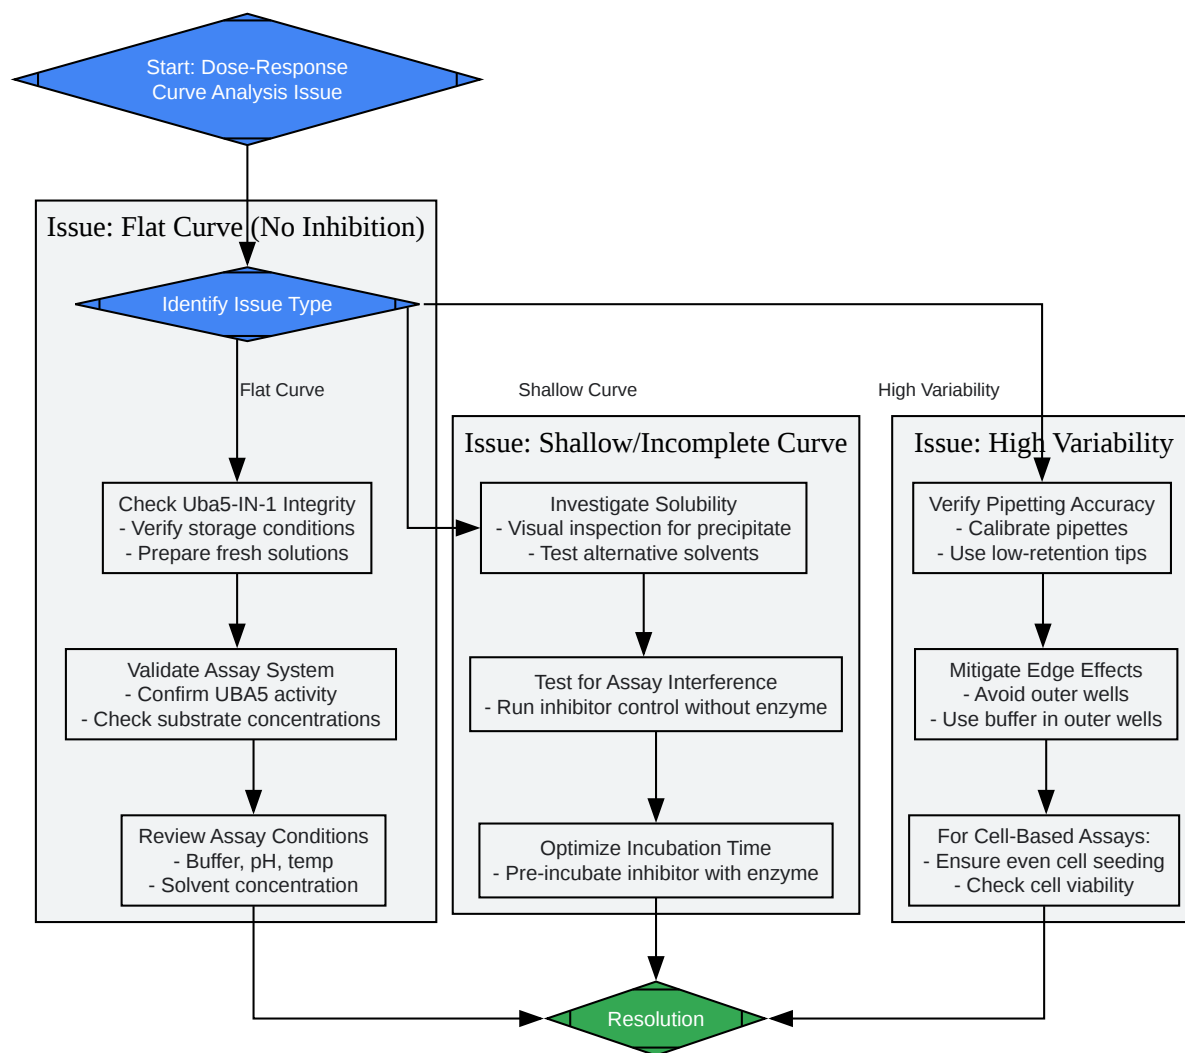 Start: Dose-Response
Curve Analysis Issue
Issue: Flat Curve (No Inhibition)
Identify Issue Type
Flat Curve
Shallow Curve
High Variability
Check Uba5-IN-1 Integrity
- Verify storage conditions
- Prepare fresh solutions
Validate Assay System
- Confirm UBA5 activity
- Check substrate concentrations
Review Assay Conditions
- Buffer, pH, temp
- Solvent concentration
Issue: Shallow/Incomplete Curve
Investigate Solubility
- Visual inspection for precipitate
- Test alternative solvents
Test for Assay Interference
- Run inhibitor control without enzyme
Optimize Incubation Time
- Pre-incubate inhibitor with enzyme
Issue: High Variability
Verify Pipetting Accuracy
- Calibrate pipettes
- Use low-retention tips
Mitigate Edge Effects
- Avoid outer wells
- Use buffer in outer wells
For Cell-Based Assays:
- Ensure even cell seeding
- Check cell viability
Resolution